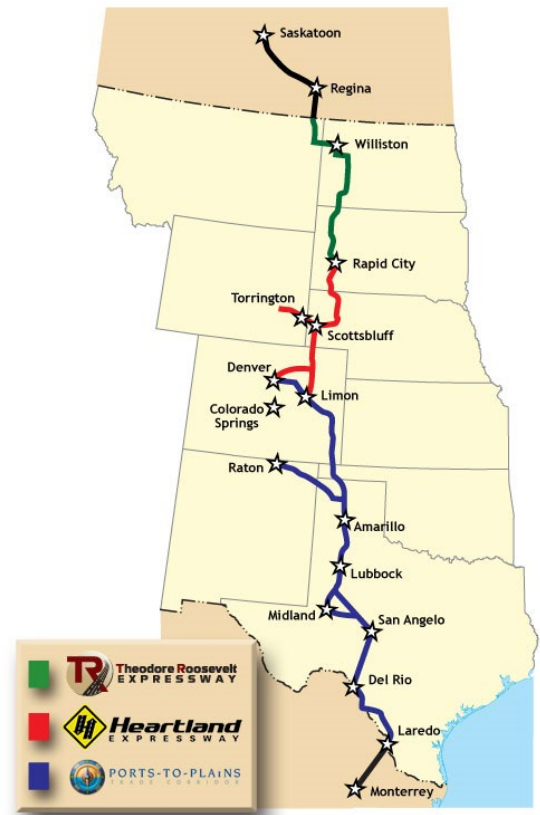 Saskatoon
Regina
Williston
Rapid City
Torrington
Scottsbluff
Denver
Limon
Colorado
Springs
Raton
Amarillo
Lubbock
Midland
San Angelo
Del Rio
Laredo
Monterrey
TR Theodore Roosevelt
EXPRESSWAY
Heartland
EXPRESSWAY
PORTS-TO-PLAINS
TRADE CORRIDOR